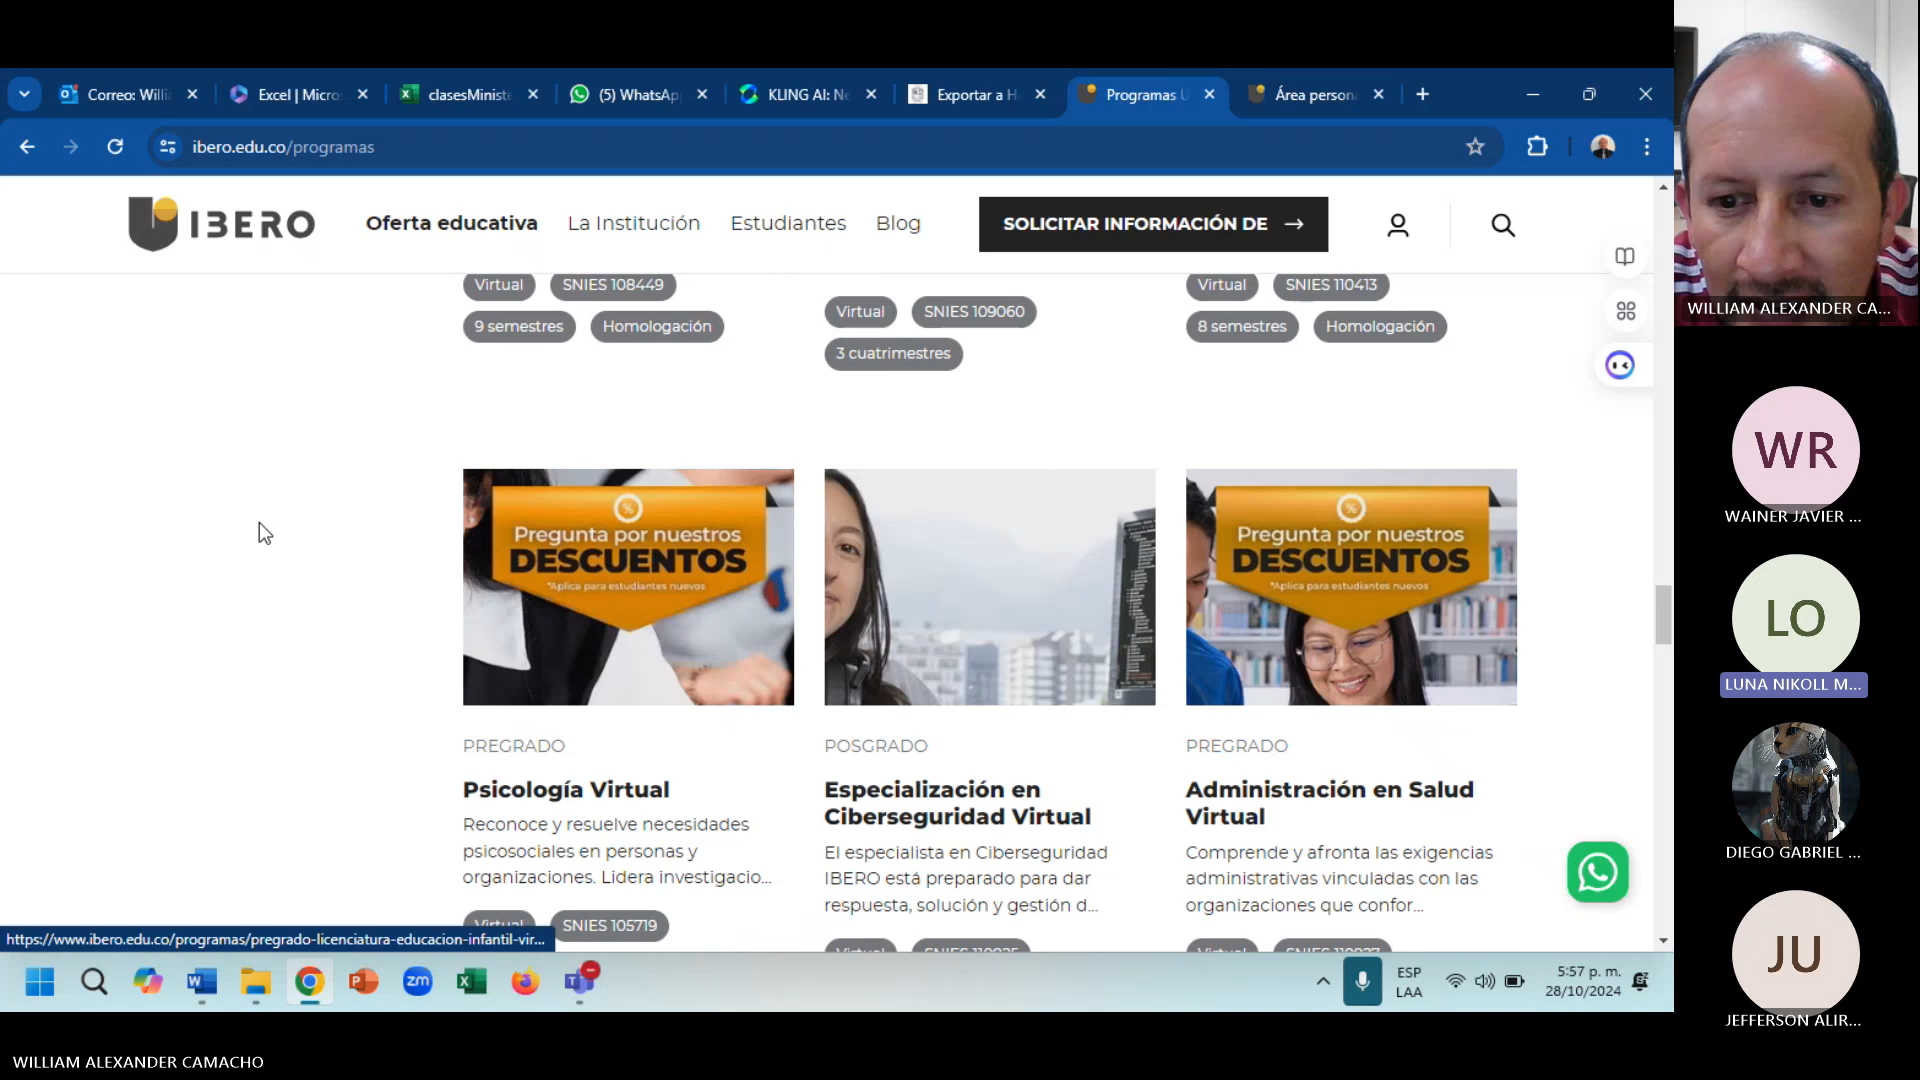 Correo: Willi
Excel | Micro
clasesMiniste
(5) WhatsAp
KLING AI: Ne
Exportar a H
Programas U
Área person
ibero.edu.co/programas
IBERO
Oferta educativa
La Institución
Estudiantes
Blog
SOLICITAR INFORMACIÓN DE
Virtual
SNIES 108449
9 semestres
Homologación
Virtual
SNIES 109060
3 cuatrimestres
Virtual
SNIES 110413
8 semestres
Homologación
Pregunta por nuestros
DESCUENTOS
*Aplica para estudiantes nuevos
Pregunta por nuestros
DESCUENTOS
*Aplica para estudiantes nuevos
PREGRADO
Psicología Virtual
Reconoce y resuelve necesidades
psicosociales en personas y
organizaciones. Lidera investigacio...
Virtual
SNIES 105719
POSGRADO
Especialización en
Ciberseguridad Virtual
El especialista en Ciberseguridad
IBERO está preparado para dar
respuesta, solución y gestión d...
Virtual
PREGRADO
Administración en Salud
Virtual
Comprende y afronta las exigencias
administrativas vinculadas con las
organizaciones que confor...
Virtual
https://www.ibero.edu.co/programas/pregrado-licenciatura-educacion-infantil-vir...
zm
ESP
LAA
5:57 p. m.
28/10/2024
WILLIAM ALEXANDER CA...
WR
WAINER JAVIER ...
LO
LUNA NIKOLL M...
DIEGO GABRIEL ...
JU
JEFFERSON ALIR...
WILLIAM ALEXANDER CAMACHO